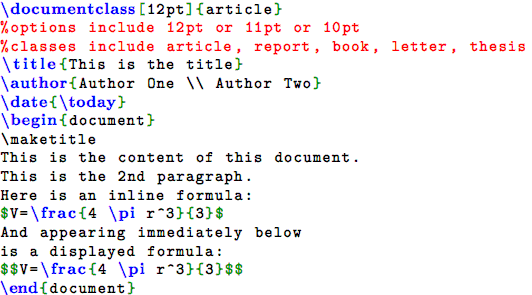 \documentclass[12pt]{article}
%options include 12pt or 11pt or 10pt
%classes include article, report, book, letter, thesis
\title{This is the title}
\author{Author One \\ Author Two}
\date{\today}
\begin{document}
\maketitle
This is the content of this document.
This is the 2nd paragraph.
Here is an inline formula:
$V=\frac{4 \pi r^3}{3}$
And appearing immediately below
is a displayed formula:
$$V=\frac{4 \pi r^3}{3}$$
\end{document}